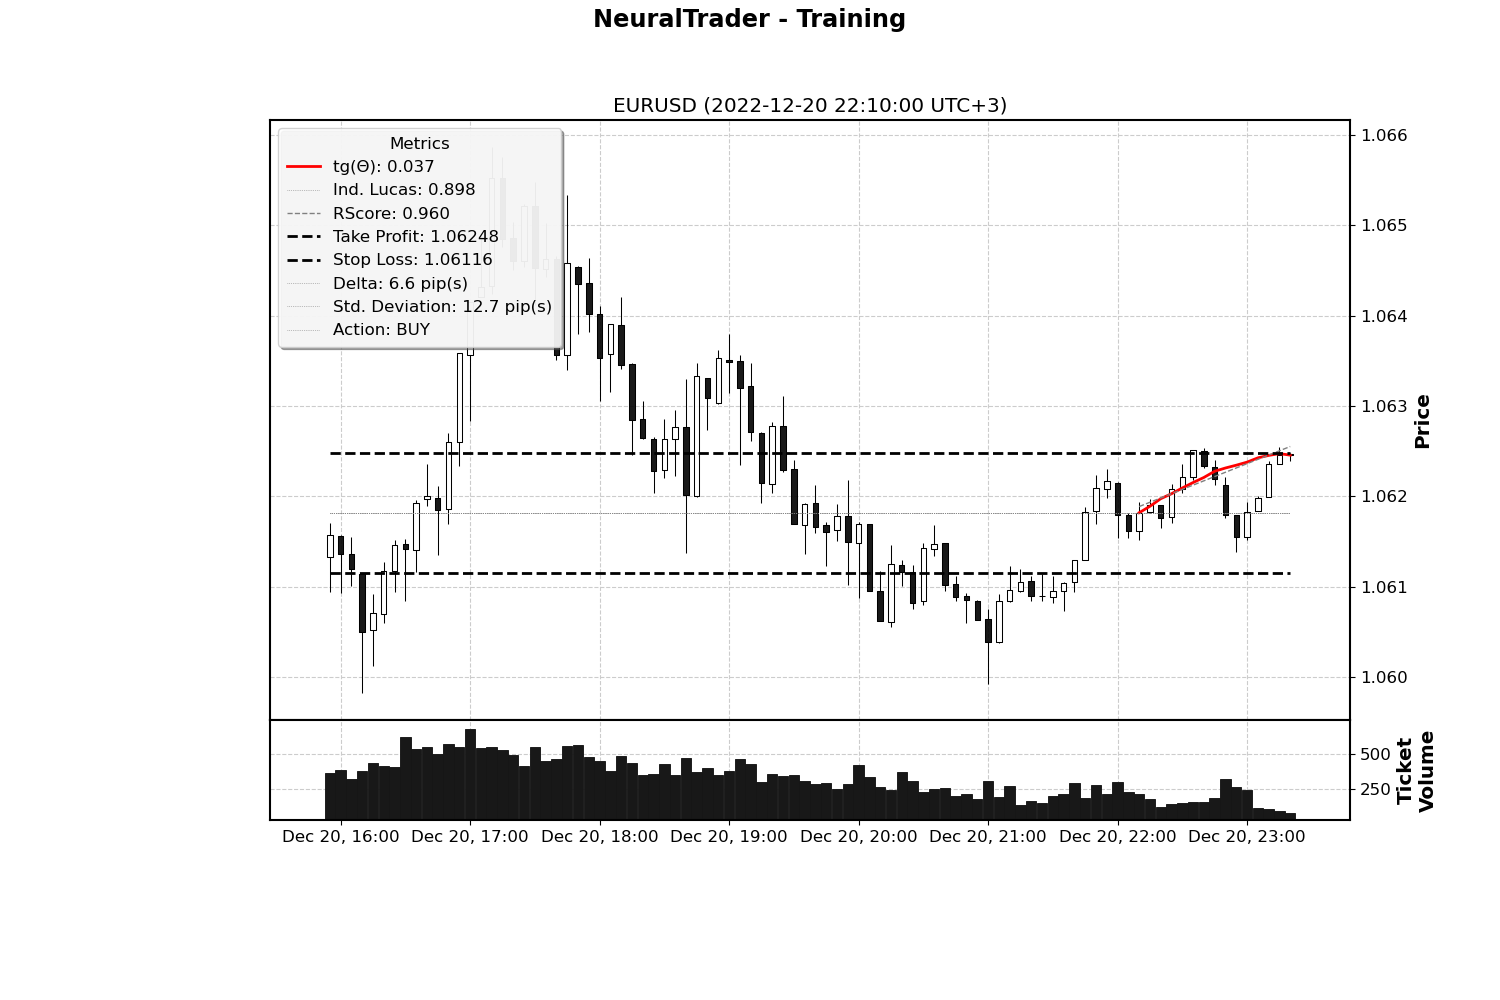 NeuralTrader - Training
EURUSD (2022-12-20 22:10:00 UTC+3)
Metrics
tg(Θ): 0.037
Ind. Lucas: 0.898
RScore: 0.960
Take Profit: 1.06248
Stop Loss: 1.06116
Delta: 6.6 pip(s)
Std. Deviation: 12.7 pip(s)
Action: BUY
1.066
1.065
1.064
1.063
1.062
1.061
1.060
Price
500
250
Ticket
Volume
Dec 20, 16:00 Dec 20, 17:00 Dec 20, 18:00 Dec 20, 19:00 Dec 20, 20:00 Dec 20, 21:00 Dec 20, 22:00 Dec 20, 23:00